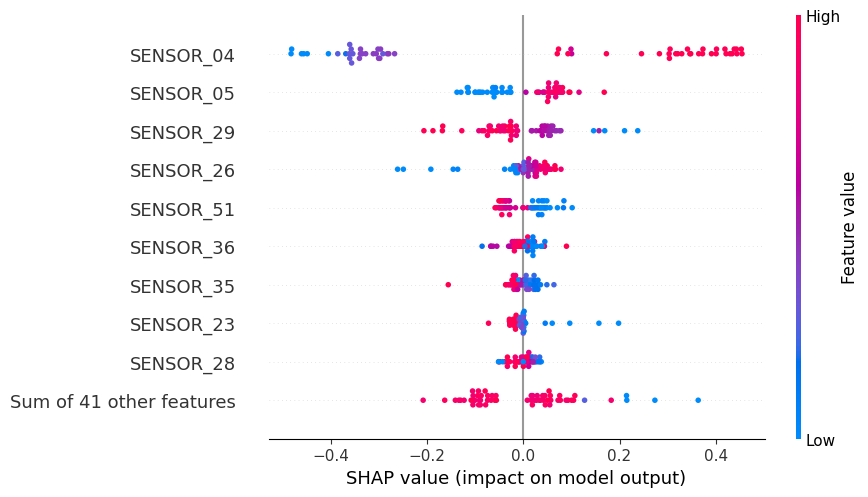 High
SENSOR_04
SENSOR_05
SENSOR_29
SENSOR_26
SENSOR_51
SENSOR_36
SENSOR_35
SENSOR_23
SENSOR_28
Sum of 41 other features
Feature value
Low
−0.4 −0.2 0.0 0.2 0.4
SHAP value (impact on model output)